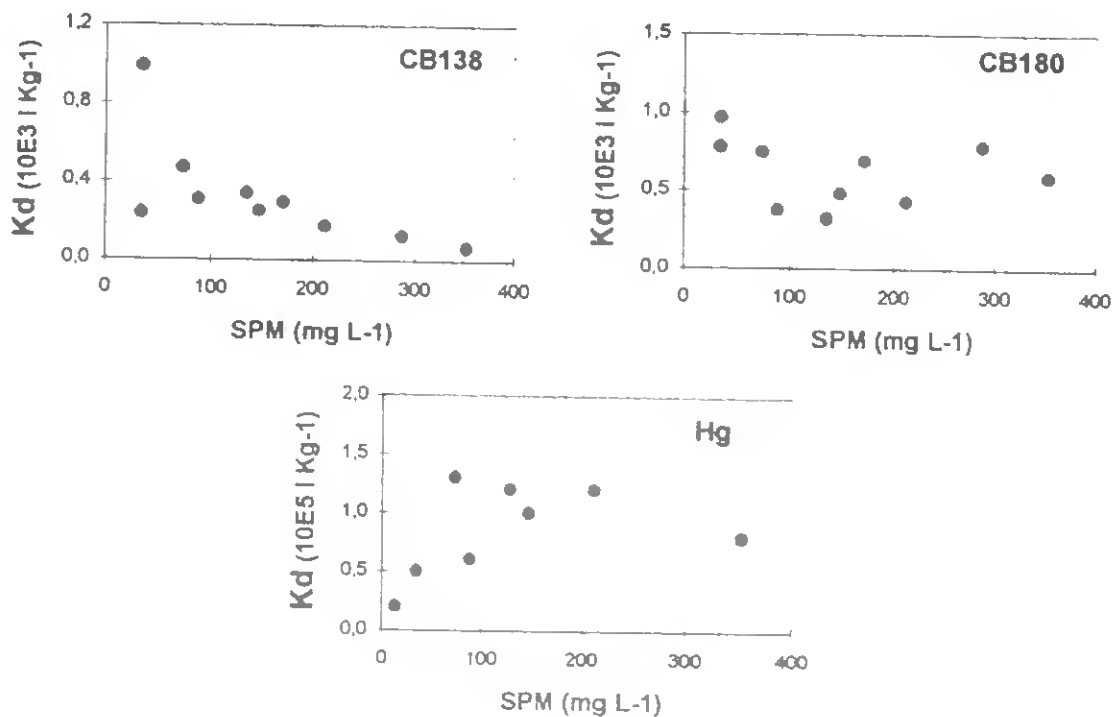 CB138
Kd (10E3 l Kg-1)
1,2
0,8
0,4
0,0
0 100 200 300 400
SPM (mg L-1)
CB180
Kd (10E3 l Kg-1)
1,5
1,0
0,5
0,0
0 100 200 300 400
SPM (mg L-1)
Hg
Kd (10E5 l Kg-1)
2,0
1,5
1,0
0,5
0,0
0 100 200 300 400
SPM (mg L-1)